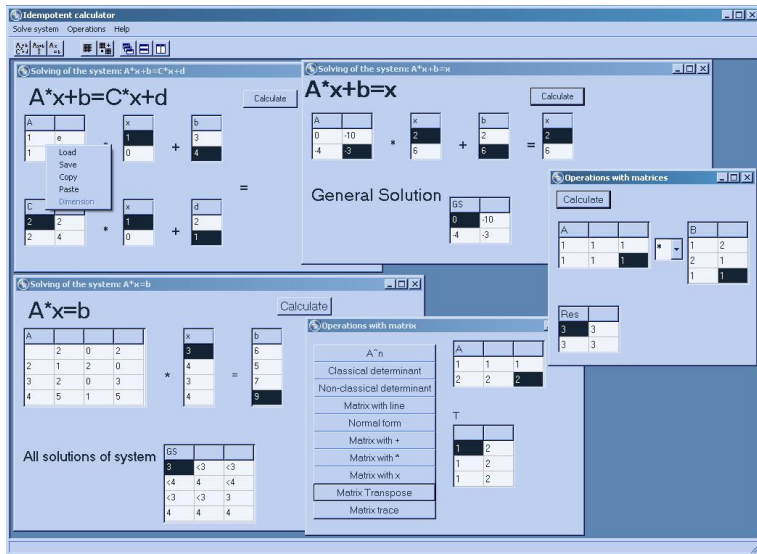 Idempotent calculator
Solve system Operations Help
Solving of the system: A*x+b=C*x+d
A*x+b=C*x+d
Calculate
A x b
1 e * 1 + 3
1 0 4
Load
Save
Copy
Paste
Dimension
=
C x d
2 2 * 1 + 2
2 4 0 1
Solving of the system: A*x+b=x
A*x+b=x
Calculate
A x b x
0 -10 * 2 + 2 = 2
-4 -3 6 6 6
General Solution
GS
0 -10
-4 -3
Operations with matrices
Calculate
A B
1 1 1 * 1 2
1 1 1 2 1
1 1
Res
3 3
3 3
Solving of the system: A*x=b
A*x=b
Calculate
A x b
2 0 2 3 6
2 1 2 0 * 4 = 5
3 2 0 3 3 7
4 5 1 5 4 9
All solutions of system
GS
3 <3 <3
<4 4 <4
<3 <3 3
4 4 4
Operations with matrix
A^n
Classical determinant
Non-classical determinant
Matrix with line
Normal form
Matrix with +
Matrix with *
Matrix with x
Matrix Transpose
Matrix trace
A
1 1 1
2 2 2
T
1 2
1 2
1 2